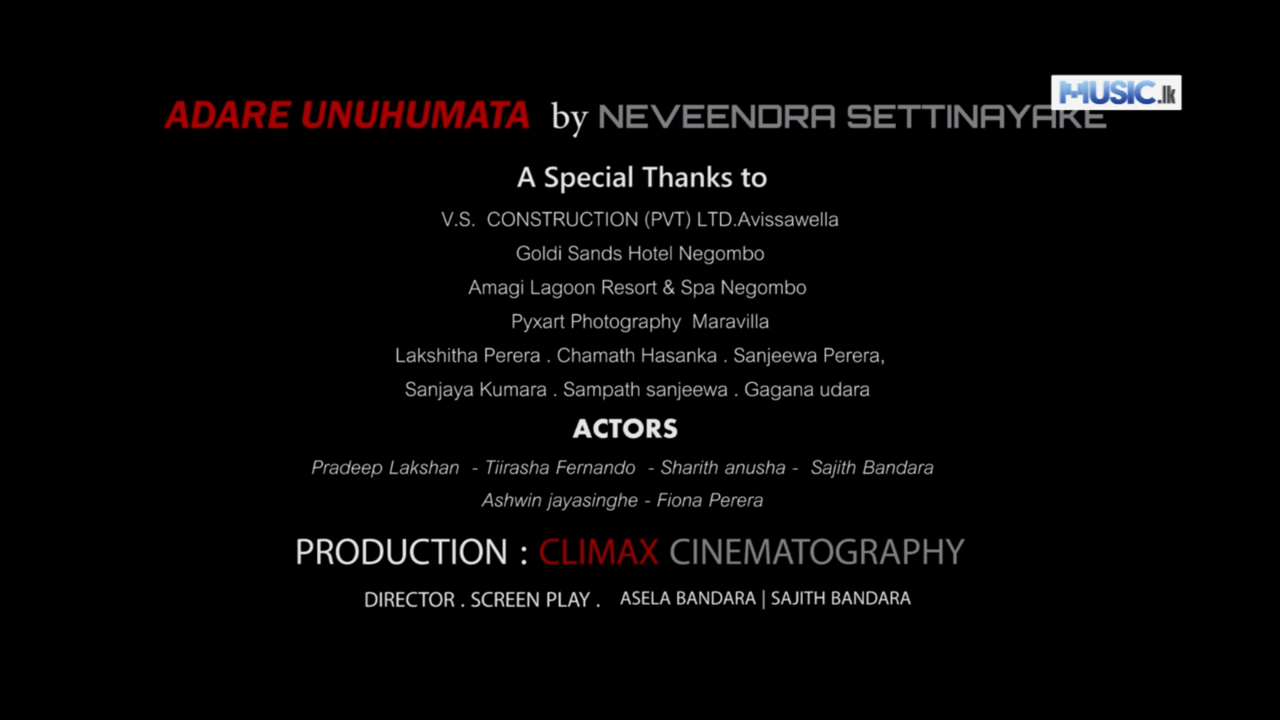 MUSIC.lk
ADARE UNUHUMATA by NEVEENDRA SETTINAYAKE
A Special Thanks to
V.S. CONSTRUCTION (PVT) LTD.Avissawella
Goldi Sands Hotel Negombo
Amagi Lagoon Resort & Spa Negombo
Pyxart Photography Maravilla
Lakshitha Perera . Chamath Hasanka . Sanjeewa Perera,
Sanjaya Kumara . Sampath sanjeewa . Gagana udara
ACTORS
Pradeep Lakshan - Tiirasha Fernando - Sharith anusha - Sajith Bandara
Ashwin jayasinghe - Fiona Perera
PRODUCTION : CLIMAX CINEMATOGRAPHY
DIRECTOR . SCREEN PLAY . ASELA BANDARA | SAJITH BANDARA